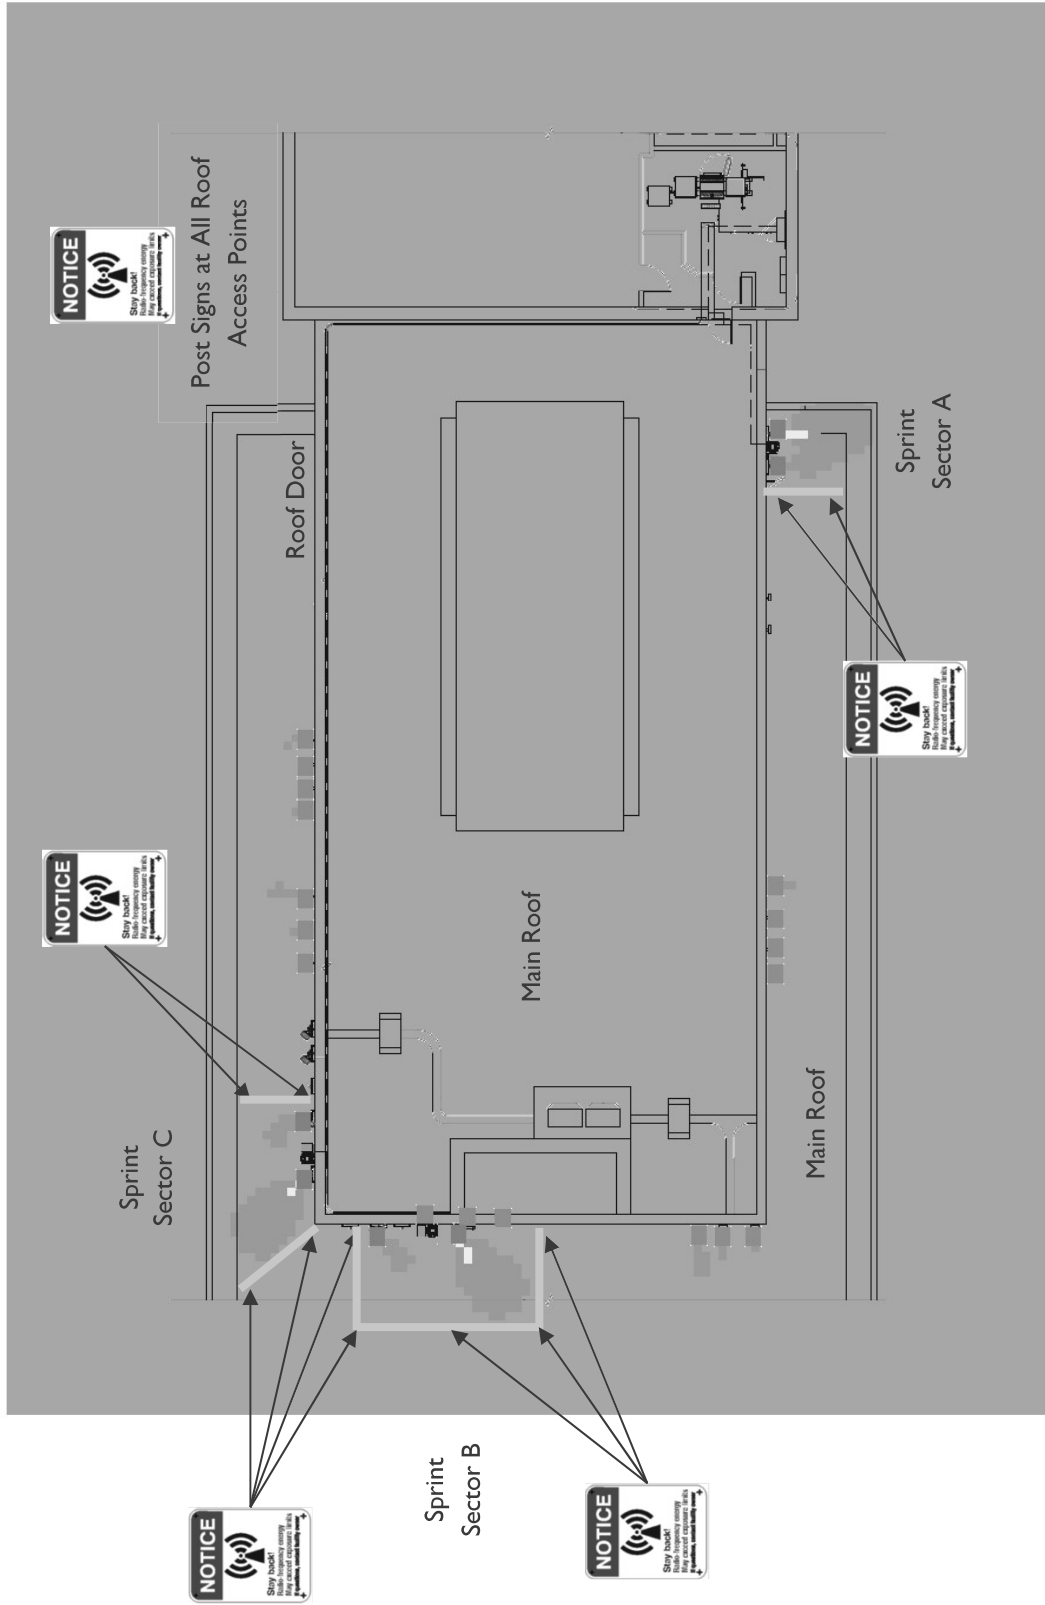 NOTICE
Stay back!
Radio-frequency energy
May exceed exposure limits
NOTICE
Stay back!
Radio-frequency energy
May exceed exposure limits
Sprint
Sector C
Post Signs at All Roof
Access Points
NOTICE
Stay back!
Radio-frequency energy
May exceed exposure limits
Roof Door
Sprint
Sector B
Main Roof
NOTICE
Stay back!
Radio-frequency energy
May exceed exposure limits
Main Roof
NOTICE
Stay back!
Radio-frequency energy
May exceed exposure limits
Sprint
Sector A